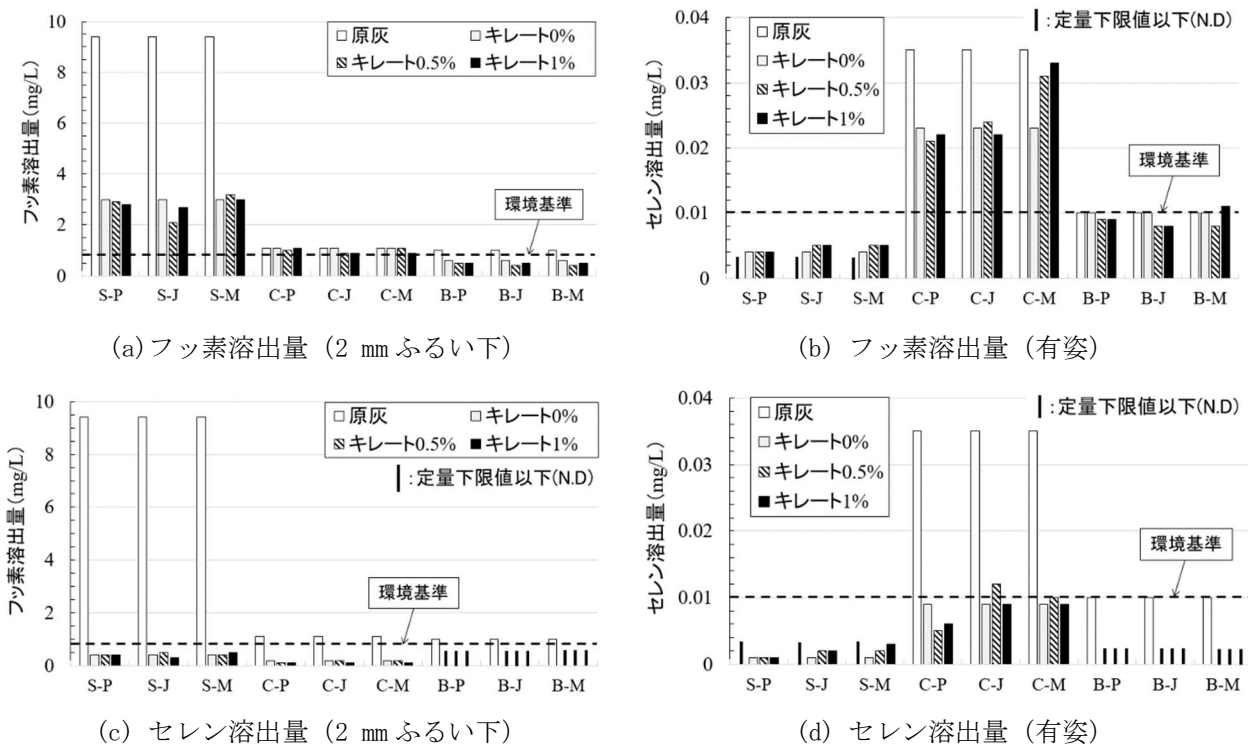 フッ素溶出量(mg/L)
10
8
6
4
2
0
□原灰 □キレート0%
キレート0.5% ■キレート1%
環境基準
S-P S-J S-M C-P C-J C-M B-P B-J B-M
(a)フッ素溶出量 (2 mm ふるい下)
セレン溶出量(mg/L)
0.04
0.03
0.02
0.01
0
:定量下限値以下(N.D)
□原灰
□キレート0%
キレート0.5%
■キレート1%
環境基準
S-P S-J S-M C-P C-J C-M B-P B-J B-M
(b) フッ素溶出量 (有姿)
フッ素溶出量(mg/L)
10
8
6
4
2
0
□原灰 □キレート0%
キレート0.5% ■キレート1%
:定量下限値以下(N.D)
環境基準
S-P S-J S-M C-P C-J C-M B-P B-J B-M
(c) セレン溶出量 (2 mm ふるい下)
セレン溶出量(mg/L)
0.04
0.03
0.02
0.01
0
:定量下限値以下(N.D)
□原灰
□キレート0%
キレート0.5%
■キレート1%
環境基準
S-P S-J S-M C-P C-J C-M B-P B-J B-M
(d) セレン溶出量 (有姿)